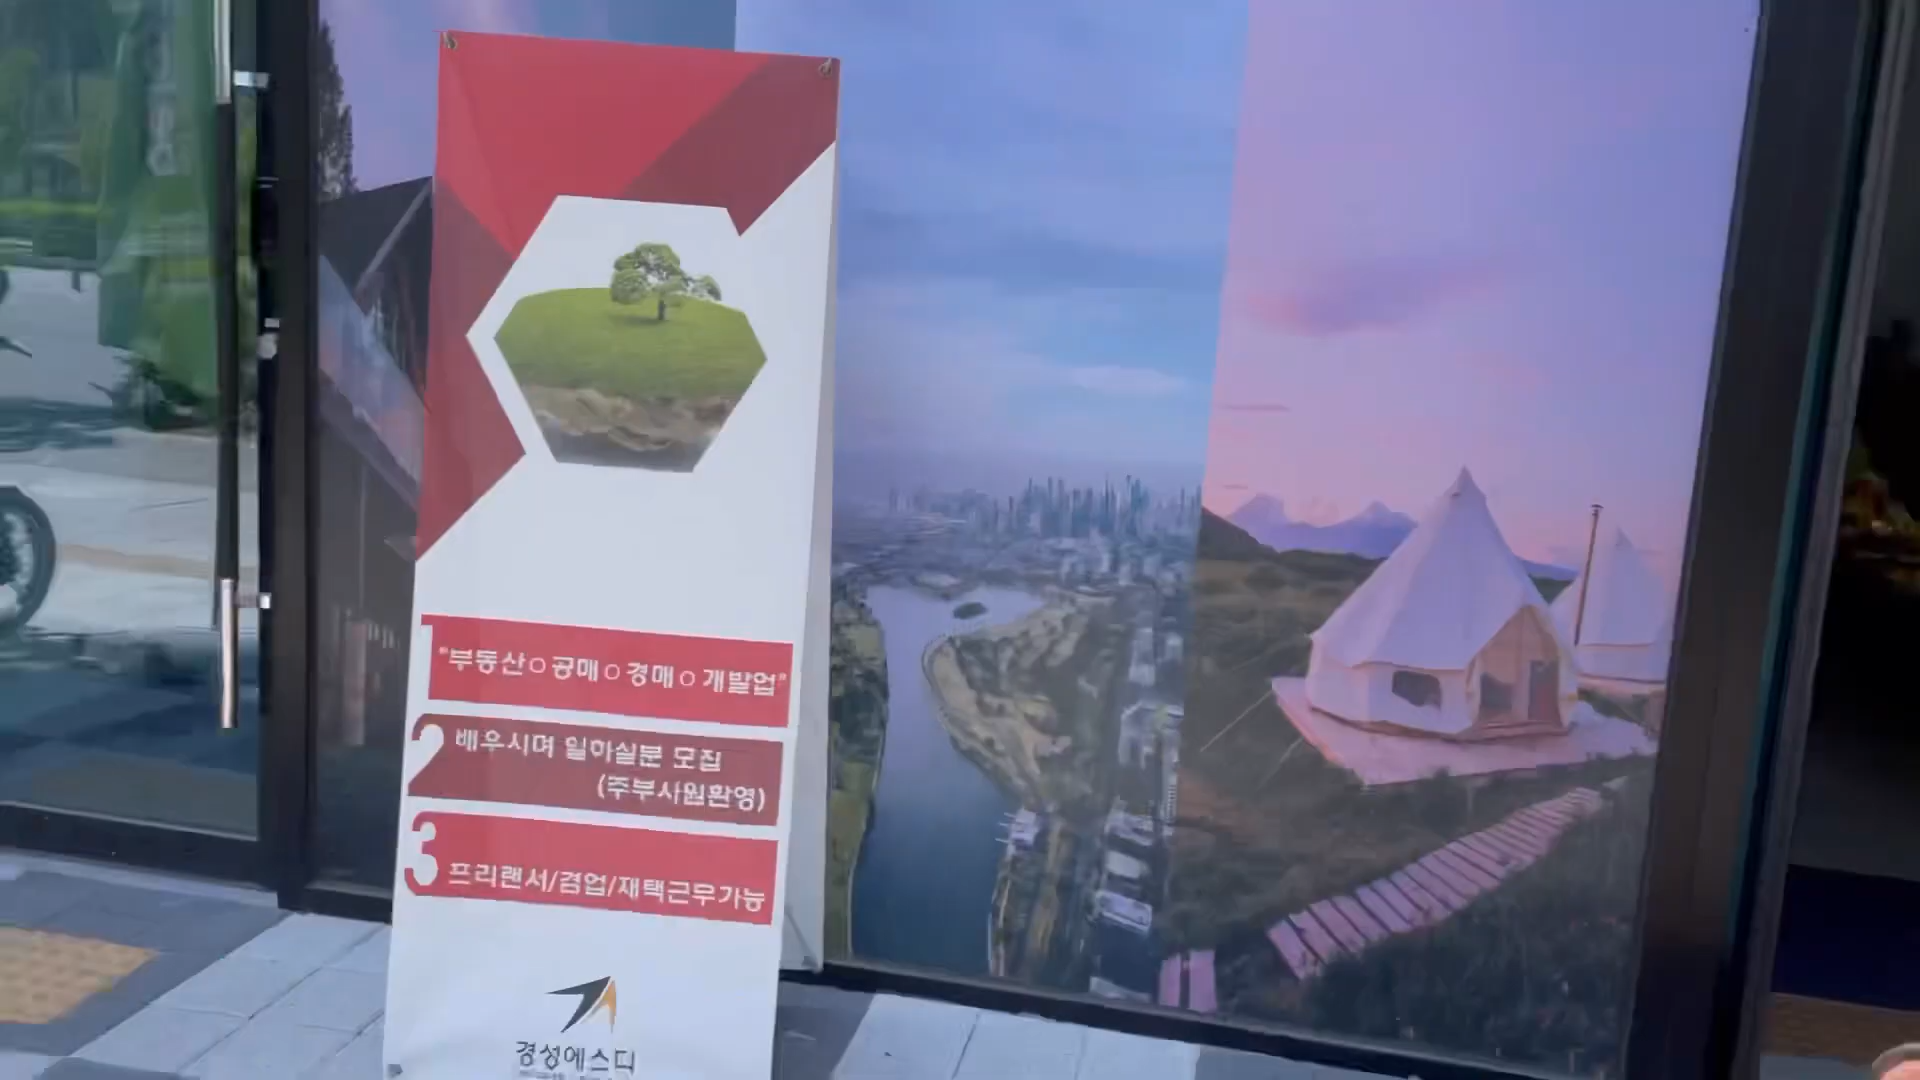 1
"부동산○공매○경매○개발업"
2
배우시며 일하실분 모집
(주부사원환영)
3
프리랜서/겸업/재택근무가능
경성에스디